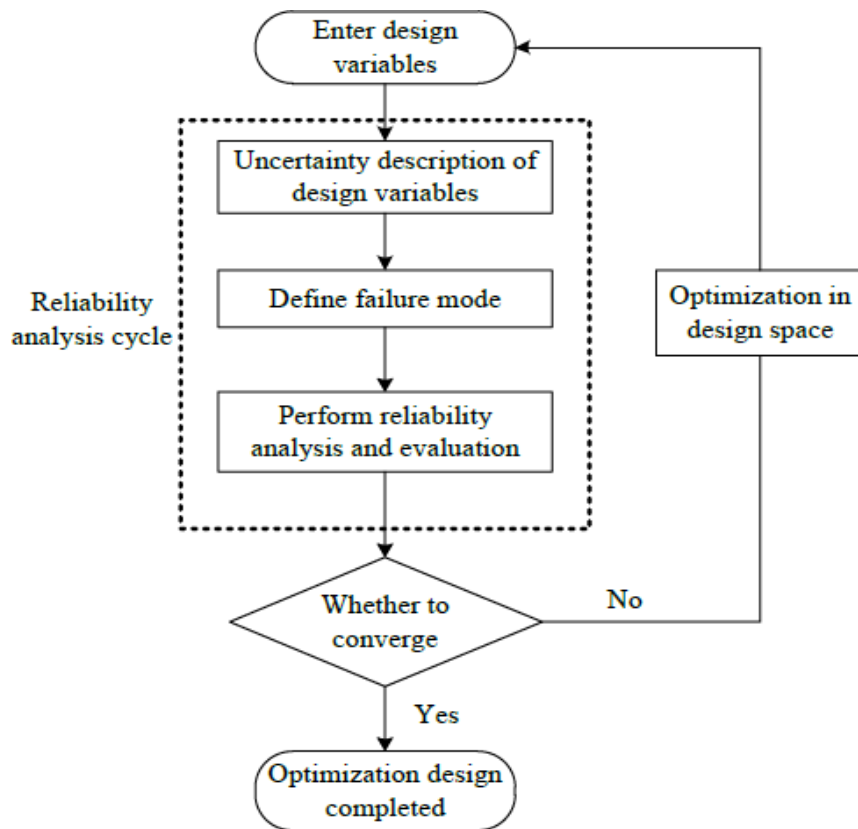 Enter design
variables
Uncertainty description of
design variables
Define failure mode
Reliability
analysis cycle
Optimization in
design space
Perform reliability
analysis and evaluation
Whether to
converge
No
Yes
Optimization design
completed